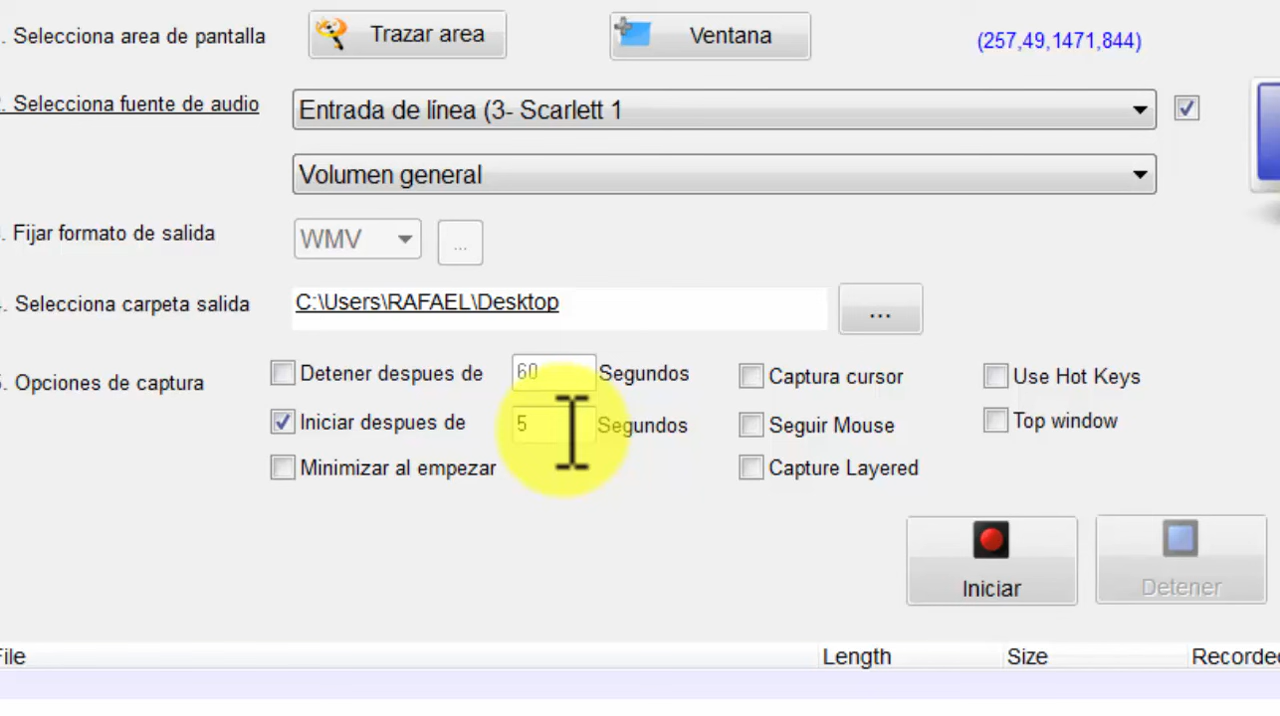 . Selecciona area de pantalla
Trazar area
Ventana
(257,49,1471,844)
. Selecciona fuente de audio
Entrada de línea (3- Scarlett 1
Volumen general
. Fijar formato de salida
WMV
...
. Selecciona carpeta salida
C:\Users\RAFAEL\Desktop
...
. Opciones de captura
Detener despues de 60 Segundos
Captura cursor
Use Hot Keys
Iniciar despues de 5 Segundos
Seguir Mouse
Top window
Minimizar al empezar
Capture Layered
Iniciar
Detener
File Length Size Recorded